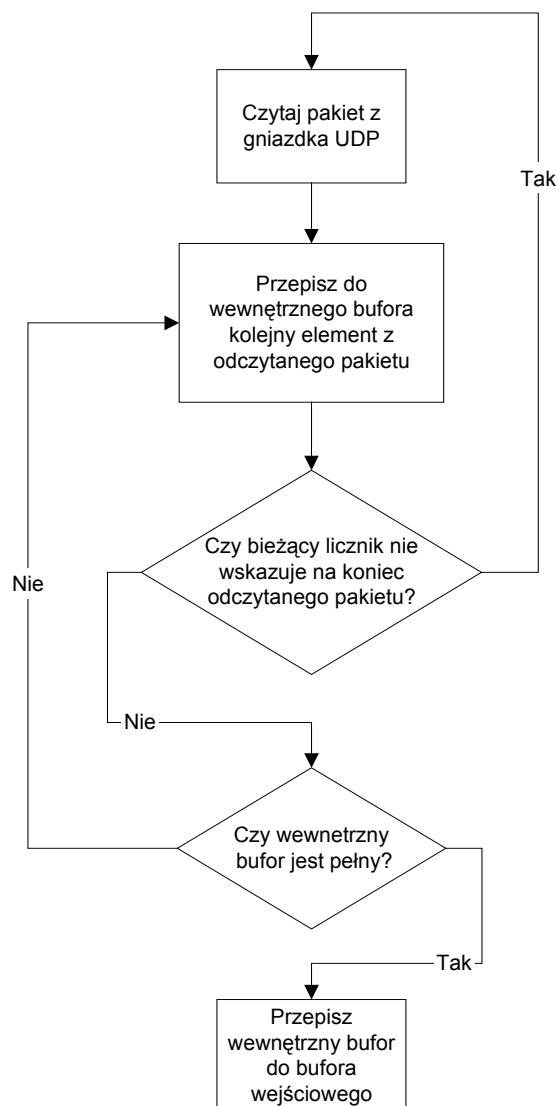 Czytaj pakiet z
gniazdka UDP
Tak
Przepisz do
wewnętrznego bufora
kolejny element z
odczytanego pakietu
Czy bieżący licznik nie
wskazuje na koniec
odczytanego pakietu?
Nie
Nie
Czy wewnetrzny
bufor jest pełny?
Tak
Przepisz
wewnętrzny bufor
do bufora
wejściowego